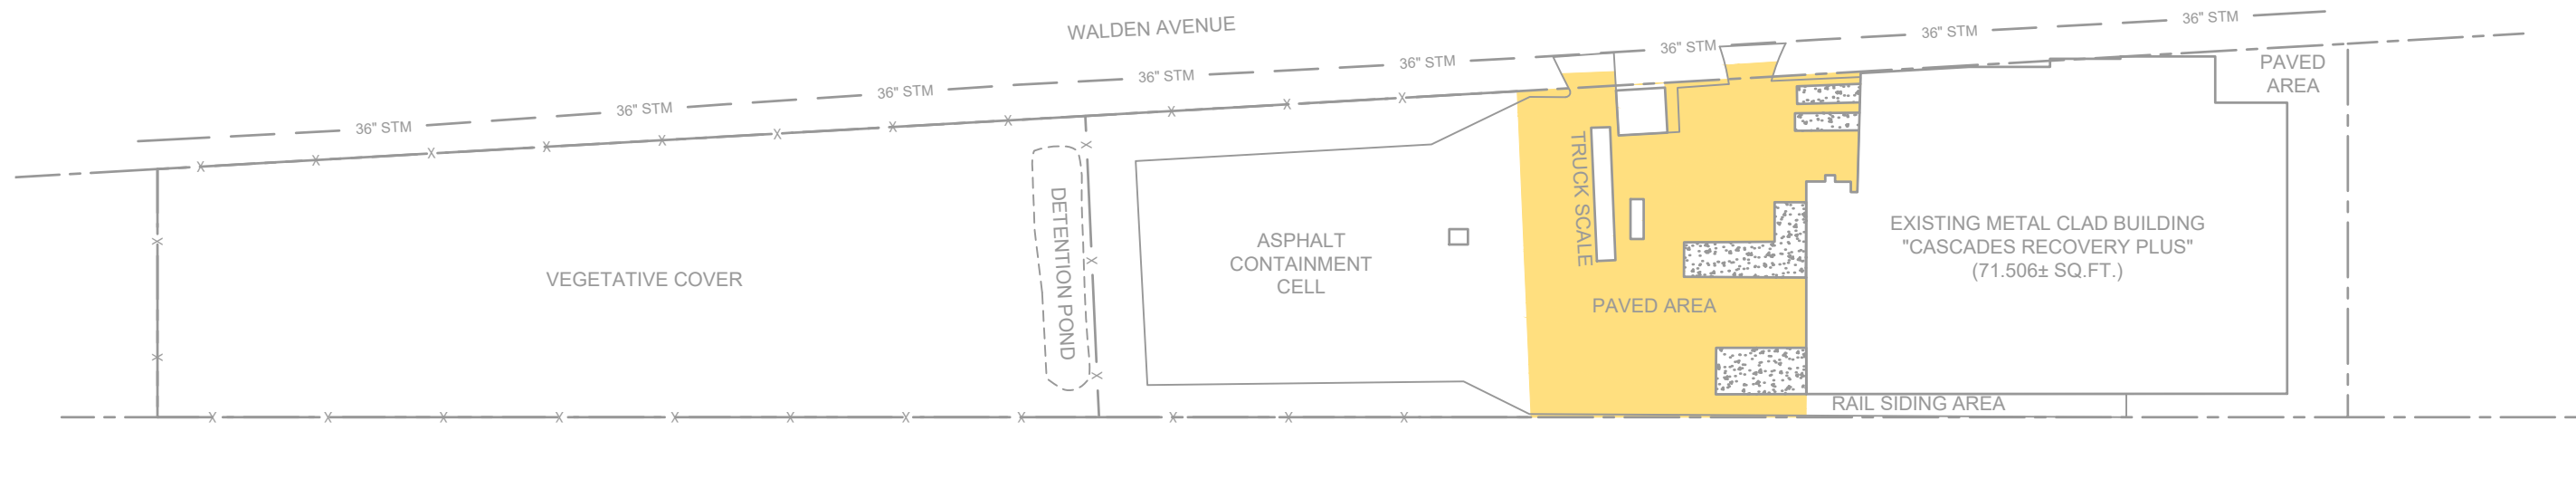 WALDEN AVENUE
36" STM
36" STM
36" STM
36" STM
36" STM
36" STM
36" STM
36" STM
PAVED
AREA
TRUCK SCALE
DETENTION POND
VEGETATIVE COVER
ASPHALT
CONTAINMENT
CELL
PAVED AREA
EXISTING METAL CLAD BUILDING
"CASCADES RECOVERY PLUS"
(71.506± SQ.FT.)
RAIL SIDING AREA